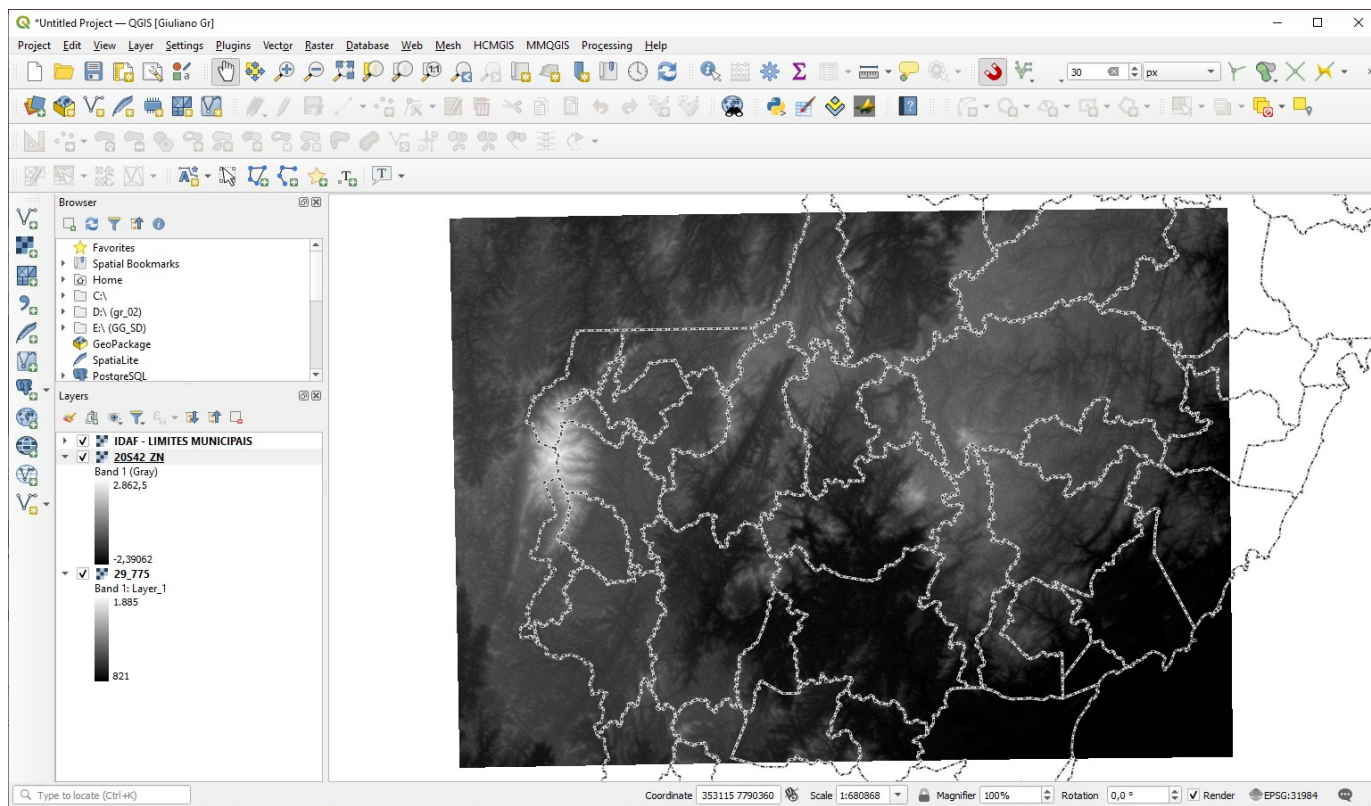 *Untitled Project — QGIS [Giuliano Gr]
Project Edit View Layer Settings Plugins Vector Raster Database Web Mesh HCMGIS MMQGIS Processing Help
30 px
Browser
Favorites
Spatial Bookmarks
Home
C:\
D:\ (gr_02)
E:\ (GG_SD)
GeoPackage
SpatiaLite
PostgreSQL
Layers
IDAF - LIMITES MUNICIPAIS
20S42_ZN
Band 1 (Gray)
2.862,5
-2,39062
29_775
Band 1: Layer_1
1.885
821
Type to locate (Ctrl+K)
Coordinate 353115 7790360 Scale 1:680868 Magnifier 100% Rotation 0,0 ° Render EPSG:31984